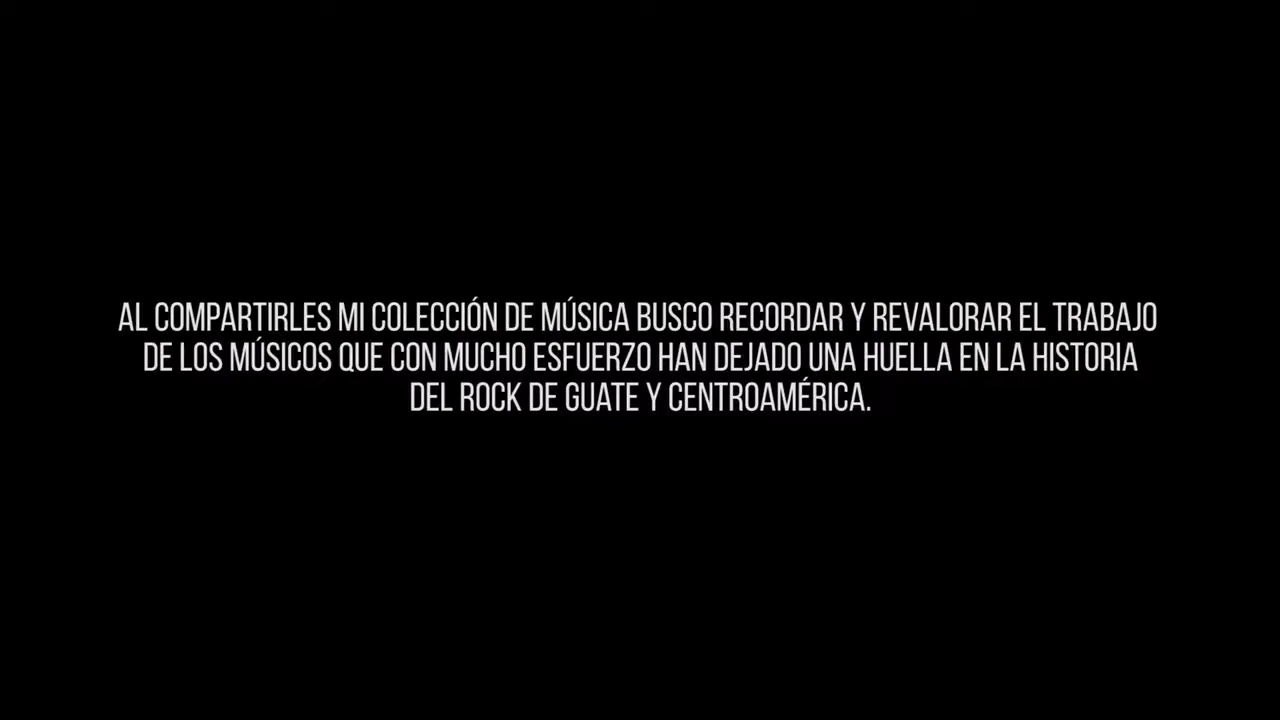 AL COMPARTIRLES MI COLECCIÓN DE MÚSICA BUSCO RECORDAR Y REVALORAR EL TRABAJO
DE LOS MÚSICOS QUE CON MUCHO ESFUERZO HAN DEJADO UNA HUELLA EN LA HISTORIA
DEL ROCK DE GUATE Y CENTROAMÉRICA.